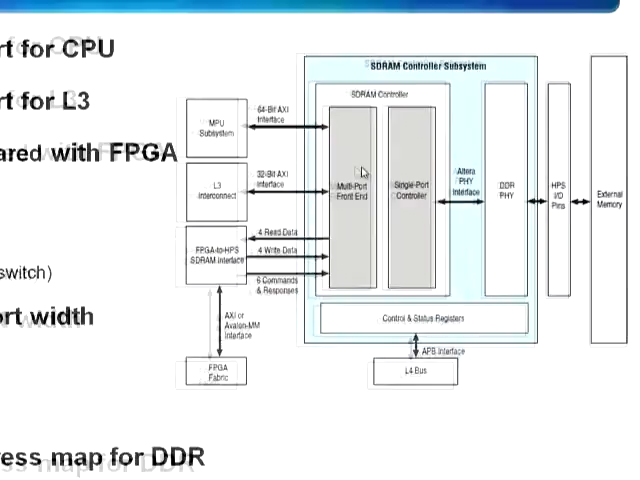 rt for CPU
rt for L3
ared with FPGA
switch)
ort width
ess map for DDR
SDRAM Controller Subsystem
SDRAM Controller
MPU
Subsystem
64-Bit AXI
Interface
L3
Interconnect
32-Bit AXI
Interface
FPGA-to-HPS
SDRAM Interface
4 Read Data
4 Write Data
6 Commands
& Responses
Multi-Port
Front End
Single-Port
Controller
Altera
PHY
Interface
DDR
PHY
HPS
I/O
Pins
External
Memory
Control & Status Registers
AXI or
Avalon-MM
Interface
APB Interface
FPGA
Fabric
L4 Bus